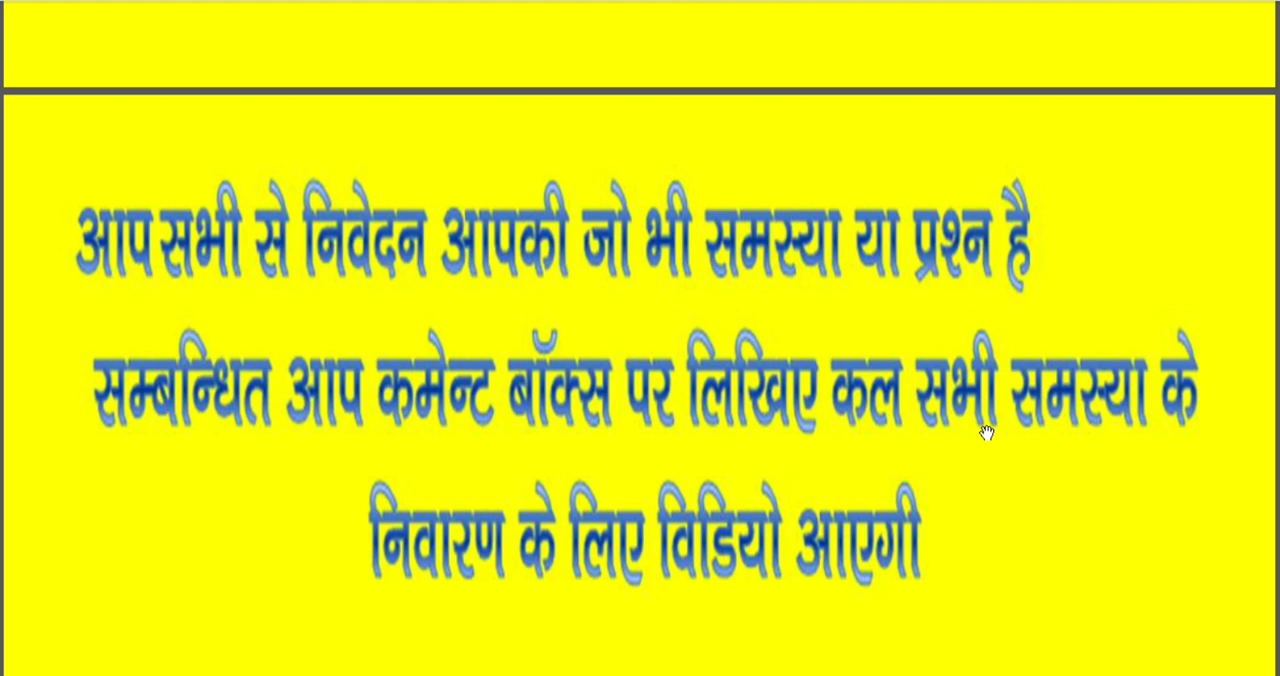 आप सभी से निवेदन आपकी जो भी समस्या या प्रश्न है
सम्बन्धित आप कमेन्ट बॉक्स पर लिखिए कल सभी समस्या के
निवारण के लिए विडियो आएगी